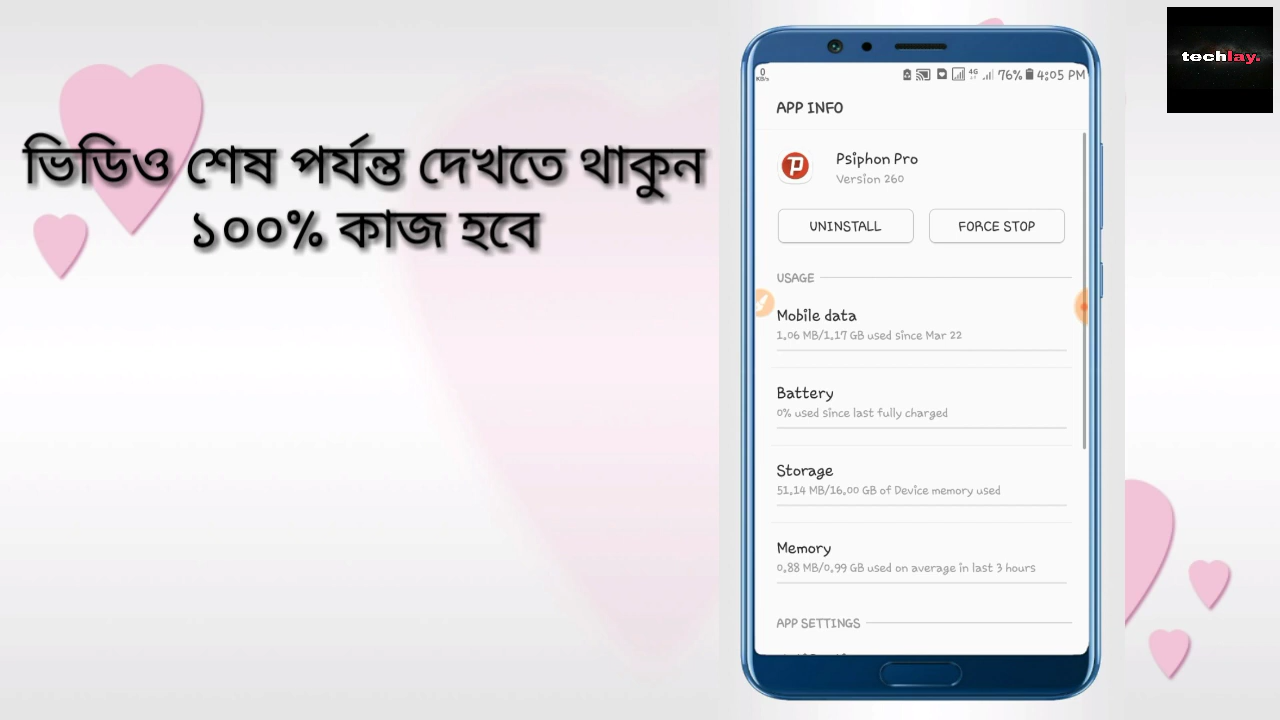 ভিডিও শেষ পর্যন্ত দেখতে থাকুন
১০০% কাজ হবে
techlay.
0
KB/s
4G
76%
4:05 PM
APP INFO
Psiphon Pro
Version 260
UNINSTALL
FORCE STOP
USAGE
Mobile data
1.06 MB/1.17 GB used since Mar 22
Battery
0% used since last fully charged
Storage
51.14 MB/16.00 GB of Device memory used
Memory
0.88 MB/0.99 GB used on average in last 3 hours
APP SETTINGS